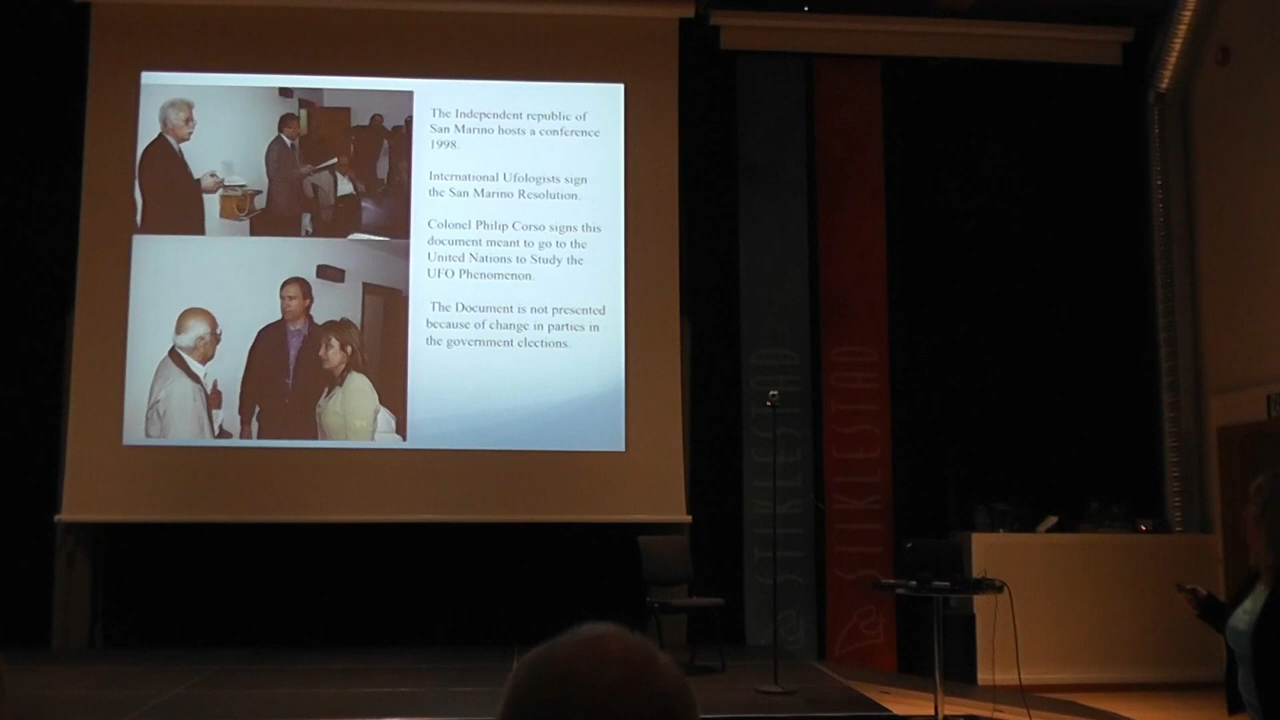 The Independent republic of
San Marino hosts a conference
1998.
International Ufologists sign
the San Marino Resolution.
Colonel Philip Corso signs this
document meant to go to the
United Nations to Study the
UFO Phenomenon.
The Document is not presented
because of change in parties in
the government elections.
STIKLESTAD
STIKLESTAD